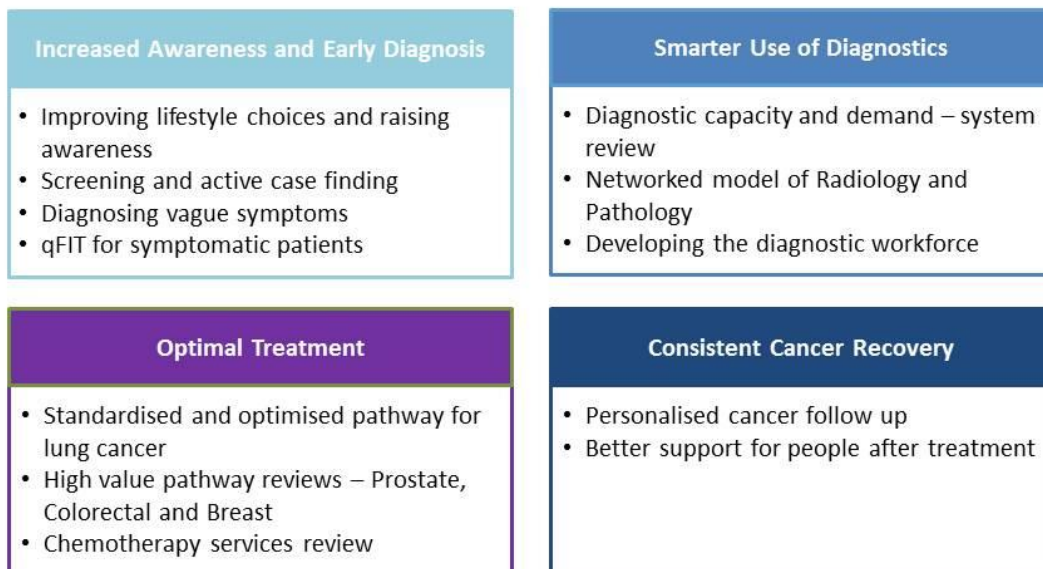 Increased Awareness and Early Diagnosis
• Improving lifestyle choices and raising
awareness
• Screening and active case finding
• Diagnosing vague symptoms
• qFIT for symptomatic patients
Smarter Use of Diagnostics
• Diagnostic capacity and demand – system
review
• Networked model of Radiology and
Pathology
• Developing the diagnostic workforce
Optimal Treatment
• Standardised and optimised pathway for
lung cancer
• High value pathway reviews – Prostate,
Colorectal and Breast
• Chemotherapy services review
Consistent Cancer Recovery
• Personalised cancer follow up
• Better support for people after treatment